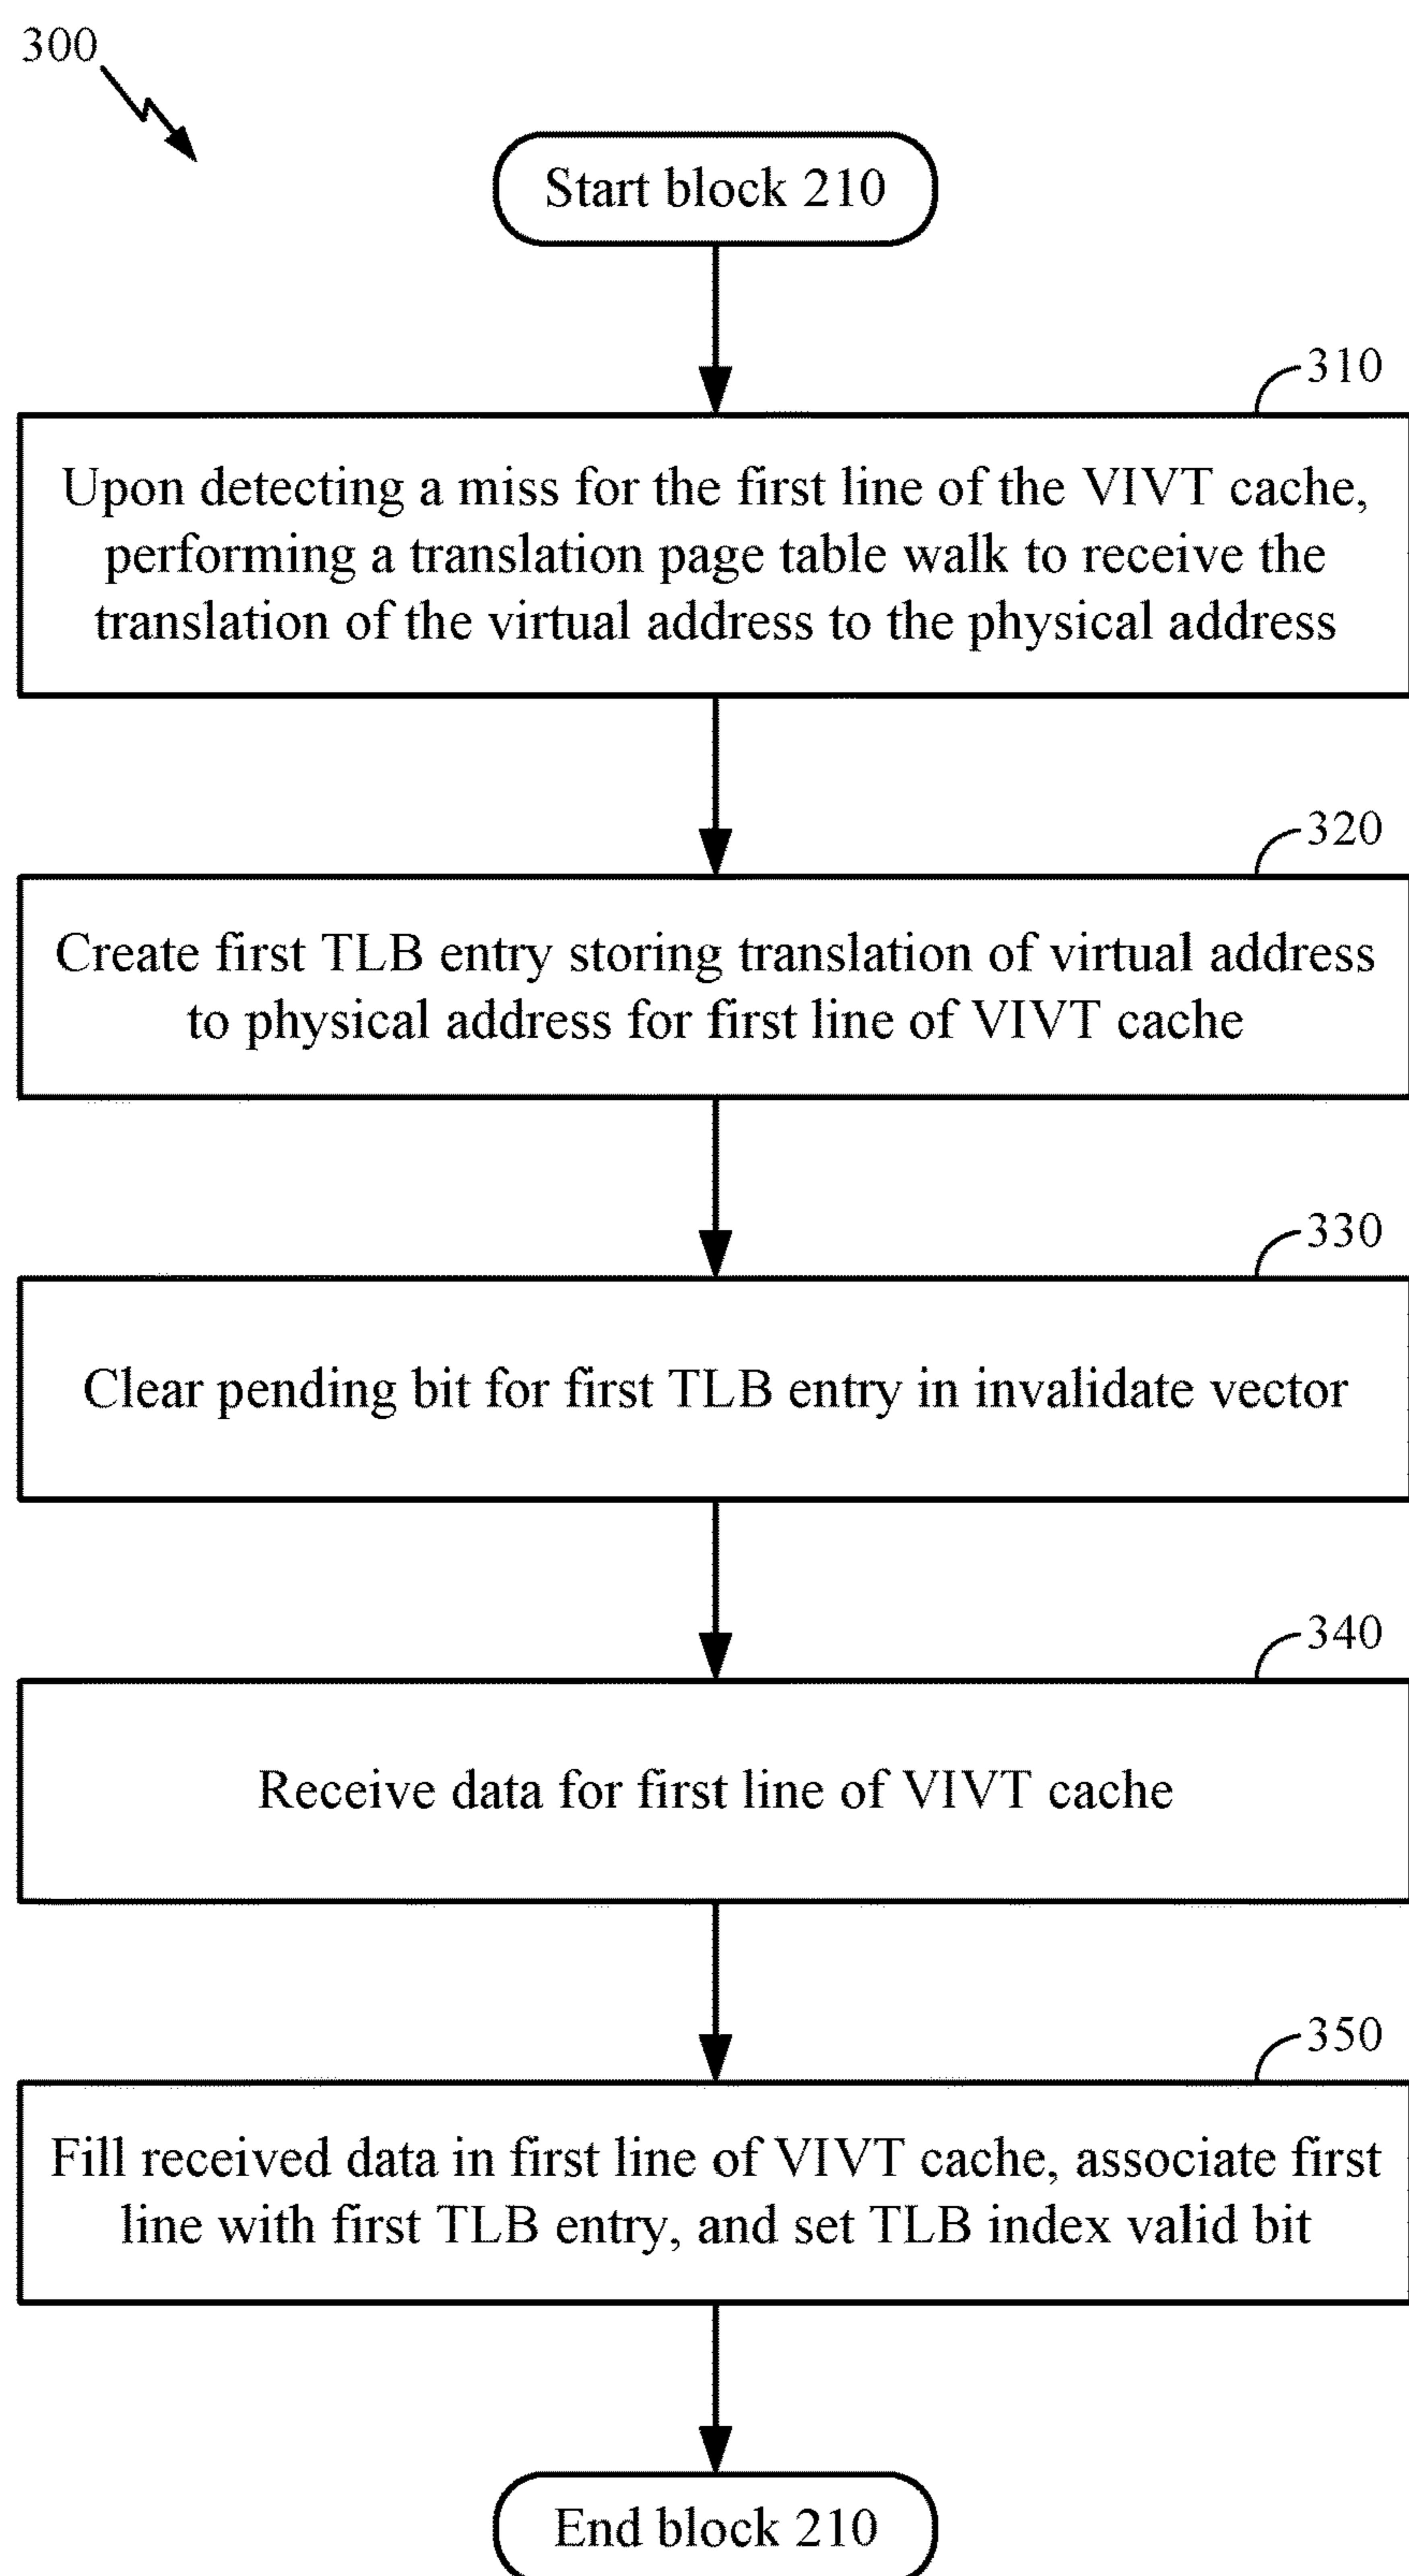 300
Start block 210
310
Upon detecting a miss for the first line of the VIVT cache,
performing a translation page table walk to receive the
translation of the virtual address to the physical address
320
Create first TLB entry storing translation of virtual address
to physical address for first line of VIVT cache
330
Clear pending bit for first TLB entry in invalidate vector
340
Receive data for first line of VIVT cache
350
Fill received data in first line of VIVT cache, associate first
line with first TLB entry, and set TLB index valid bit
End block 210